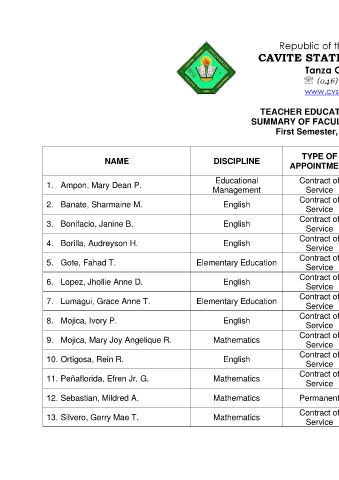 Republic of th
CAVITE STATE
Tanza C
☏ (046)
www.cvs
TEACHER EDUCAT
SUMMARY OF FACUL
First Semester,
NAME DISCIPLINE TYPE OF APPOINTME
1. Ampon, Mary Dean P. Educational Management Contract of Service
2. Banate, Sharmaine M. English Contract of Service
3. Bonifacio, Janine B. English Contract of Service
4. Borilla, Audreyson H. English Contract of Service
5. Gote, Fahad T. Elementary Education Contract of Service
6. Lopez, Jhollie Anne D. English Contract of Service
7. Lumagui, Grace Anne T. Elementary Education Contract of Service
8. Mojica, Ivory P. English Contract of Service
9. Mojica, Mary Joy Angelique R. Mathematics Contract of Service
10. Ortigosa, Rein R. English Contract of Service
11. Peñaflorida, Efren Jr. G. Mathematics Contract of Service
12. Sebastian, Mildred A. Mathematics Permanent
13. Silvero, Gerry Mae T. Mathematics Contract of Service